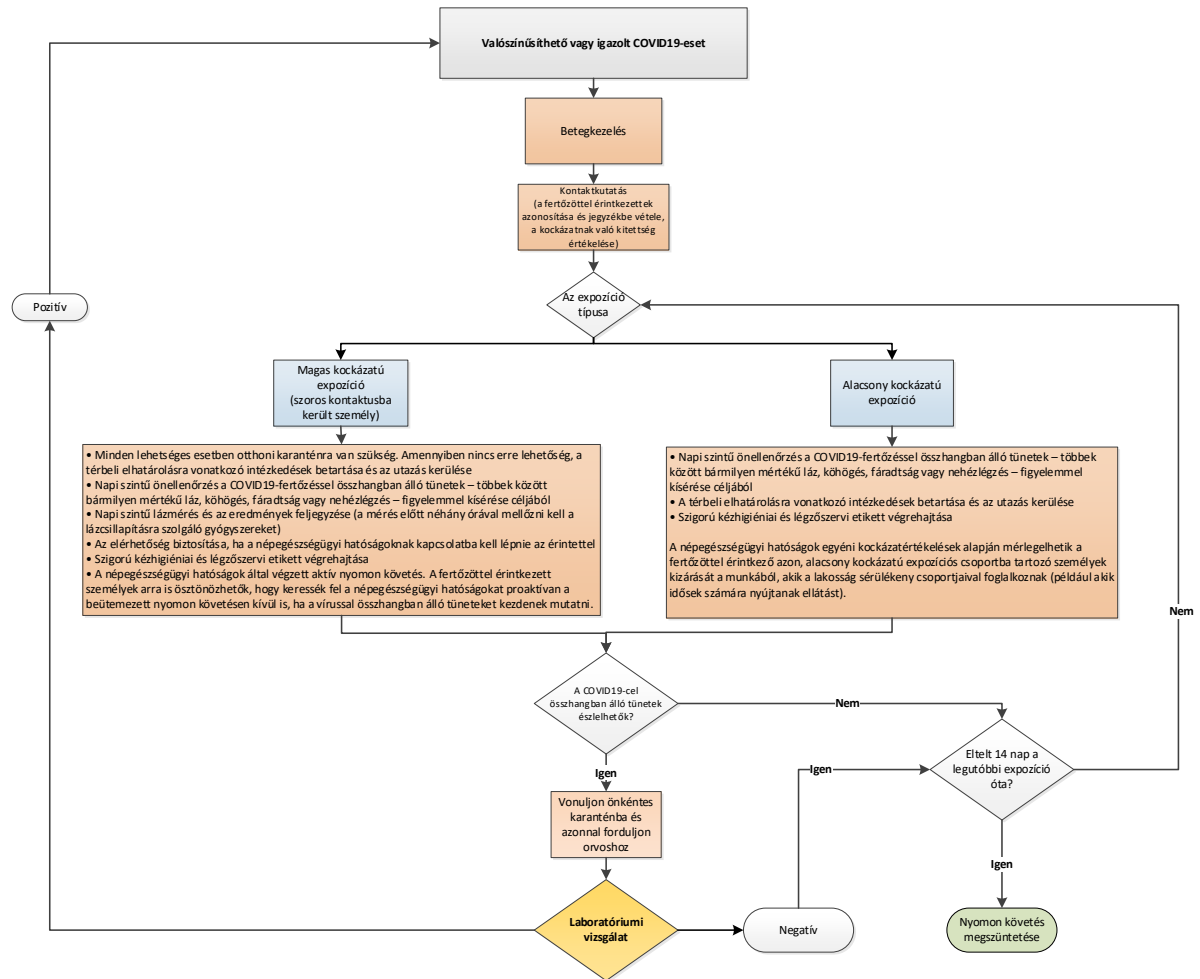 Valószínűsíthető vagy igazolt COVID19-eset
Betegkezelés
Kontaktkutatás
(a fertőzöttel érintkezettek
azonosítása és jegyzékbe vétele,
a kockázatnak való kitettség
értékelése)
Az expozíció
típusa
Pozitív
Magas kockázatú
expozíció
(szoros kontaktusba
került személy)
Alacsony kockázatú
expozíció
• Minden lehetséges esetben otthoni karanténra van szükség. Amennyiben nincs erre lehetőség, a
térbeli elhatárolásra vonatkozó intézkedések betartása és az utazás kerülése
• Napi szintű önellenőrzés a COVID19-fertőzéssel összhangban álló tünetek – többek között
bármilyen mértékű láz, köhögés, fáradtság vagy nehézlégzés – figyelemmel kísérése céljából
• Napi szintű lázmérés és az eredmények feljegyzése (a mérés előtt néhány órával mellőzni kell a
lázcsillapításra szolgáló gyógyszereket)
• Az elérhetőség biztosítása, ha a népegészségügyi hatóságoknak kapcsolatba kell lépnie az érintettel
• Szigorú kézhigiéniai és légzőszervi etikett végrehajtása
• A népegészségügyi hatóságok által végzett aktív nyomon követés. A fertőzöttel érintkezett
személyek arra is ösztönözhetők, hogy keressék fel a népegészségügyi hatóságokat proaktívan a
beütemezett nyomon követésen kívül is, ha a vírussal összhangban álló tüneteket kezdenek mutatni.
• Napi szintű önellenőrzés a COVID19-fertőzéssel összhangban álló tünetek – többek
között bármilyen mértékű láz, köhögés, fáradtság vagy nehézlégzés – figyelemmel
kísérése céljából
• A térbeli elhatárolásra vonatkozó intézkedések betartása és az utazás kerülése
• Szigorú kézhigiéniai és légzőszervi etikett végrehajtása
A népegészségügyi hatóságok egyéni kockázatértékelések alapján mérlegelhetik a
fertőzöttel érintkező azon, alacsony kockázatú expozíciós csoportba tartozó személyek
kizárását a munkából, akik a lakosság sérülékeny csoportjaival foglalkoznak (például akik
idősek számára nyújtanak ellátást).
Nem
A COVID19-cel
összhangban álló tünetek
észlelhetők?
Nem
Eltelt 14 nap a
legutóbbi expozíció
óta?
Igen
Igen
Vonuljon önkéntes
karanténba és
azonnal forduljon
orvoshoz
Igen
Laboratóriumi
vizsgálat
Negatív
Nyomon követés
megszüntetése